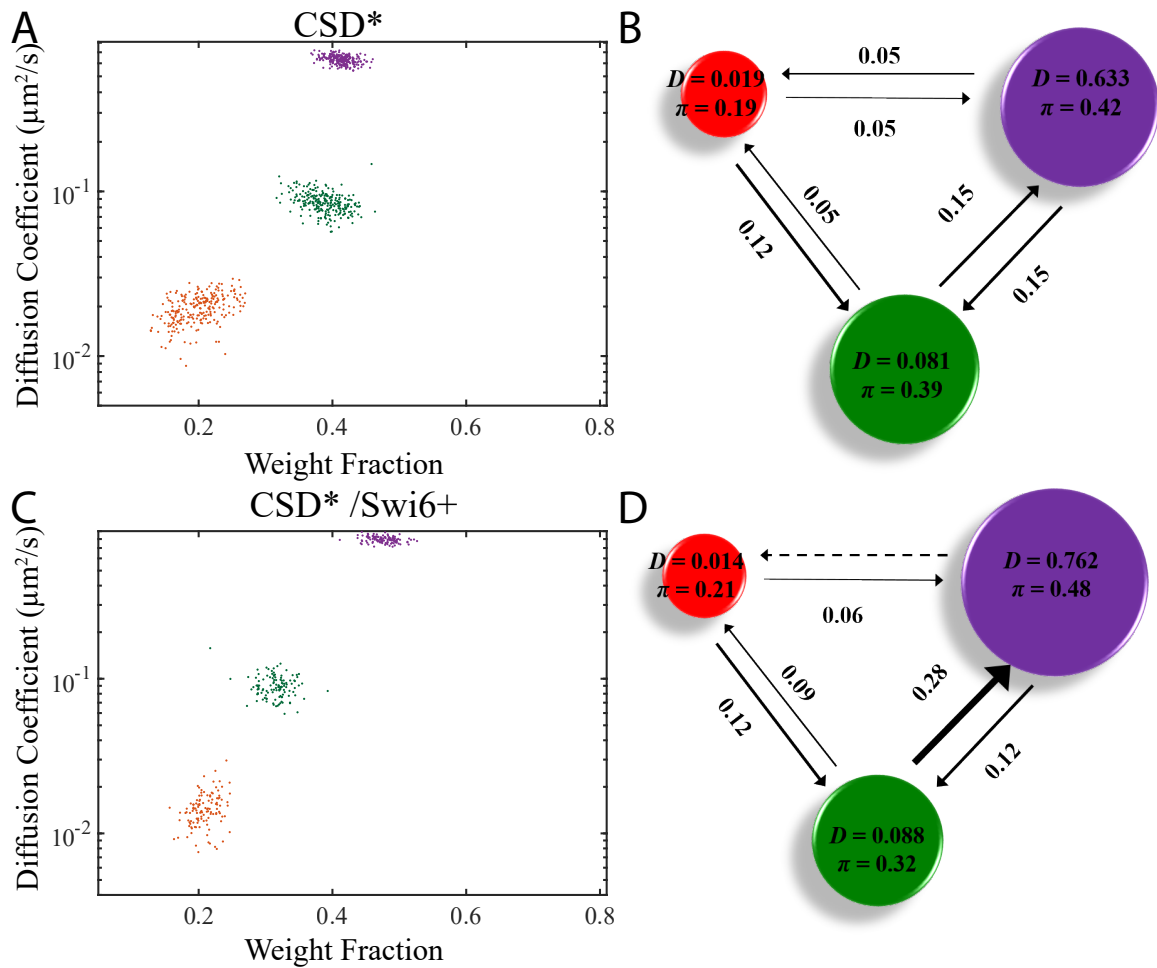 A
CSD*
Diffusion Coefficient (μm²/s)
10⁻¹
10⁻²
0.2
0.4
0.6
0.8
Weight Fraction
B
D = 0.019
π = 0.19
0.05
0.05
D = 0.633
π = 0.42
0.05
0.12
0.15
0.15
D = 0.081
π = 0.39
C
CSD* /Swi6+
Diffusion Coefficient (μm²/s)
10⁻¹
10⁻²
0.2
0.4
0.6
0.8
Weight Fraction
D
D = 0.014
π = 0.21
0.06
D = 0.762
π = 0.48
0.09
0.12
0.28
0.12
D = 0.088
π = 0.32